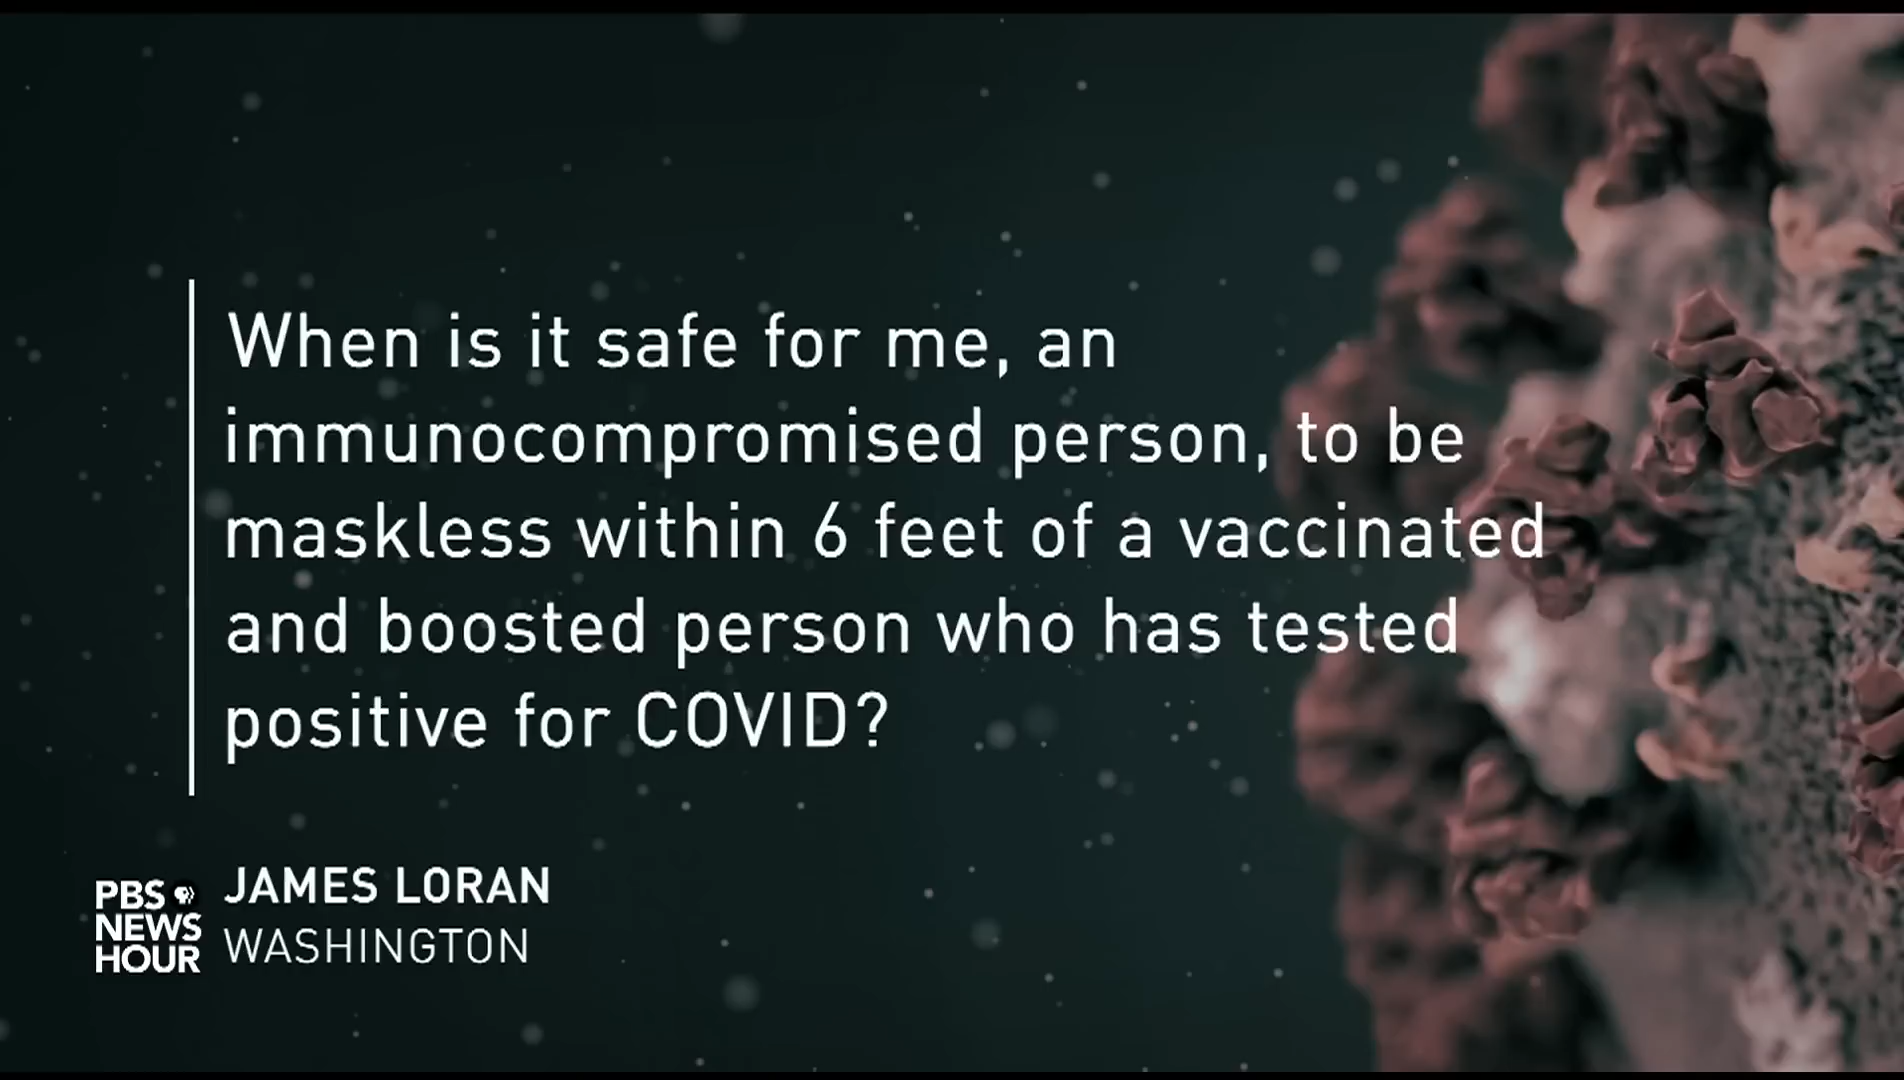 When is it safe for me, an
immunocompromised person, to be
maskless within 6 feet of a vaccinated
and boosted person who has tested
positive for COVID?
JAMES LORAN
WASHINGTON
PBS
NEWS
HOUR